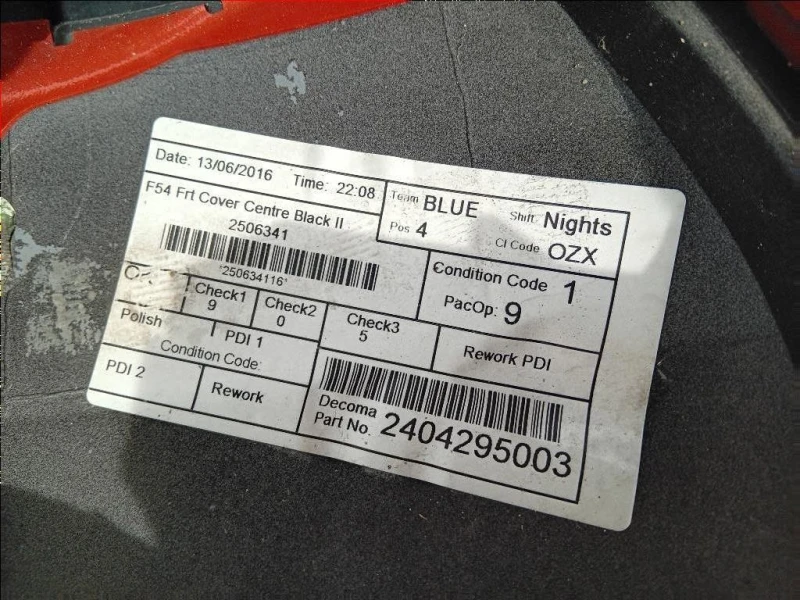 Date: 13/06/2016 Time: 22:08
Team BLUE Shift: Nights
Pos 4 CI Code OZX
F54 Frt Cover Centre Black II
2506341
*250634116*
Condition Code 1
PacOp: 9
Check1 9
Check2 0
Check3 5
Rework PDI
Polish
PDI 1
Condition Code:
PDI 2
Rework
Decoma
Part No. 2404295003